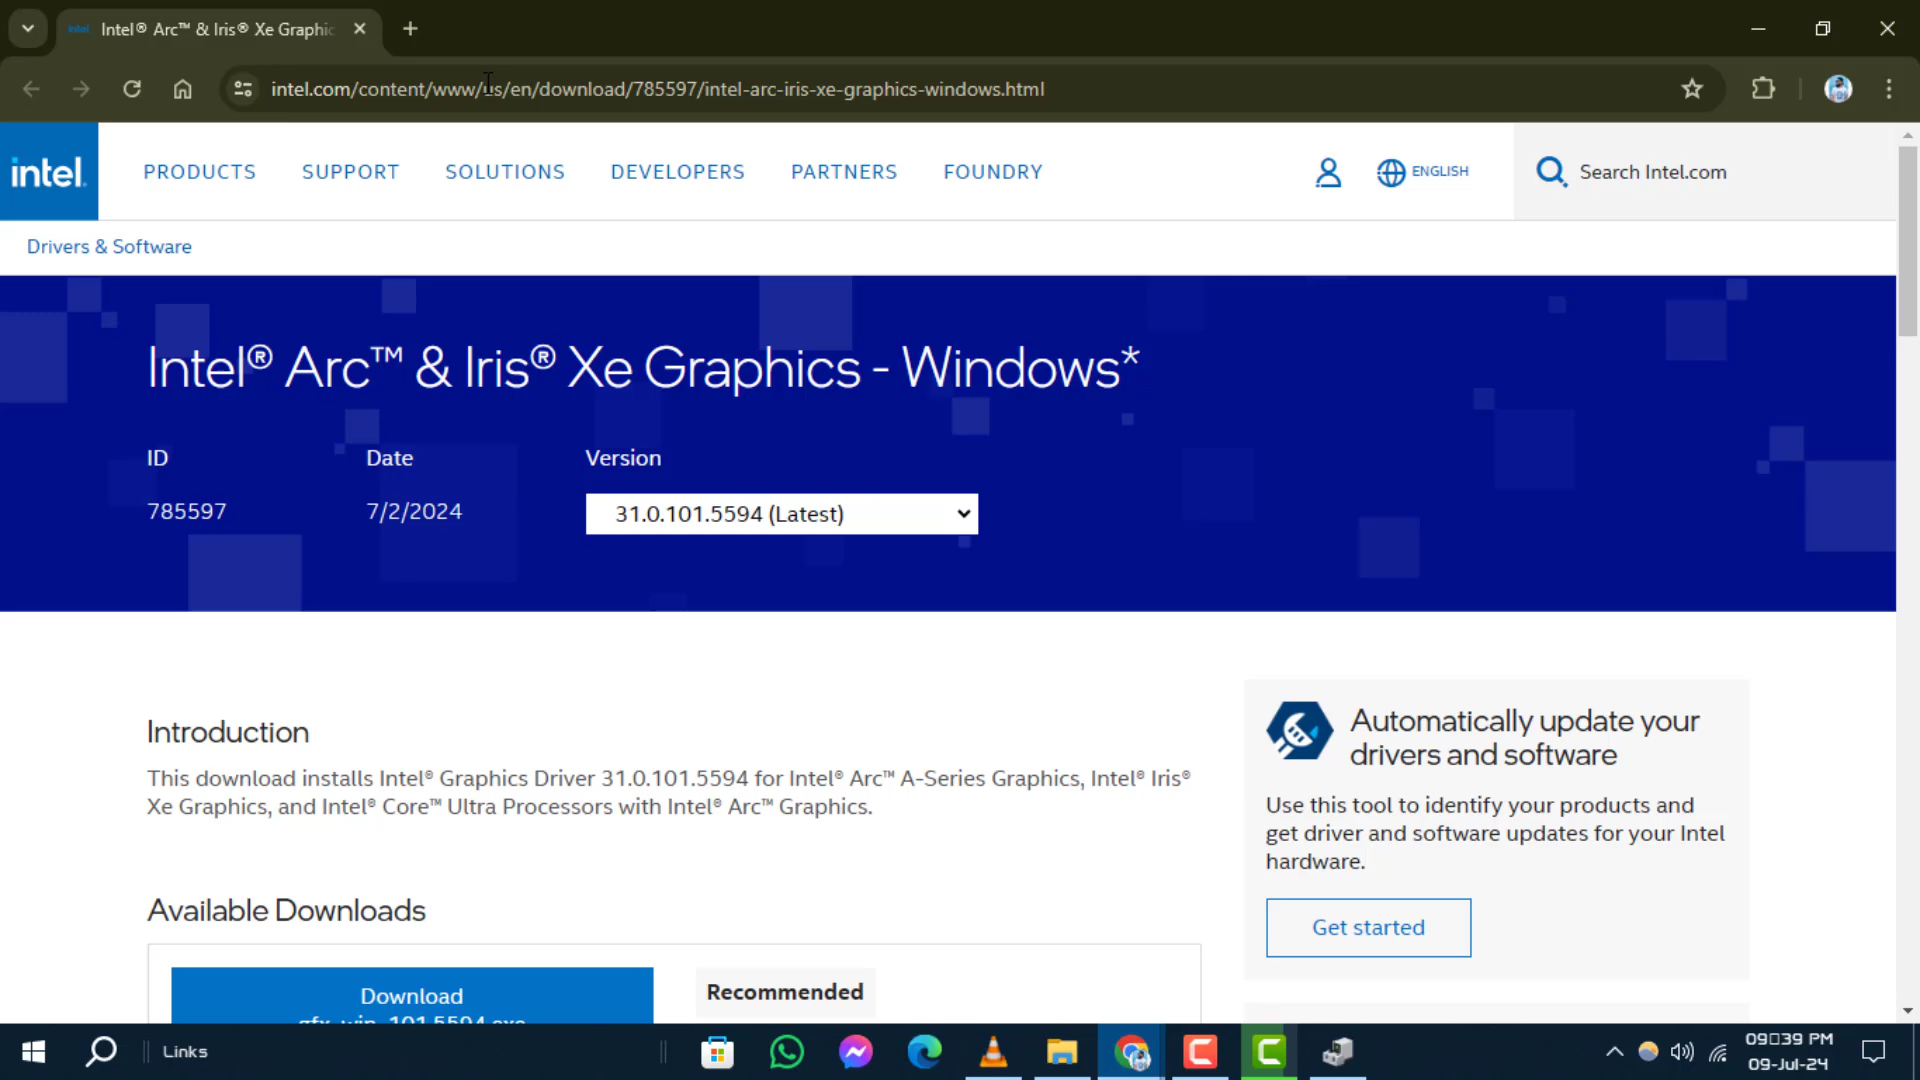 Intel® Arc™ & Iris® Xe Graphic
intel.com/content/www/us/en/download/785597/intel-arc-iris-xe-graphics-windows.html
intel.
PRODUCTS
SUPPORT
SOLUTIONS
DEVELOPERS
PARTNERS
FOUNDRY
ENGLISH
Search Intel.com
Drivers & Software
Intel® Arc™ & Iris® Xe Graphics - Windows*
ID
Date
Version
785597
7/2/2024
31.0.101.5594 (Latest)
Introduction
This download installs Intel® Graphics Driver 31.0.101.5594 for Intel® Arc™ A-Series Graphics, Intel® Iris®
Xe Graphics, and Intel® Core™ Ultra Processors with Intel® Arc™ Graphics.
Automatically update your
drivers and software
Use this tool to identify your products and
get driver and software updates for your Intel
hardware.
Get started
Available Downloads
Download
gfx_win_101.5594.exe
Recommended
Links
09□39 PM
09-Jul-24